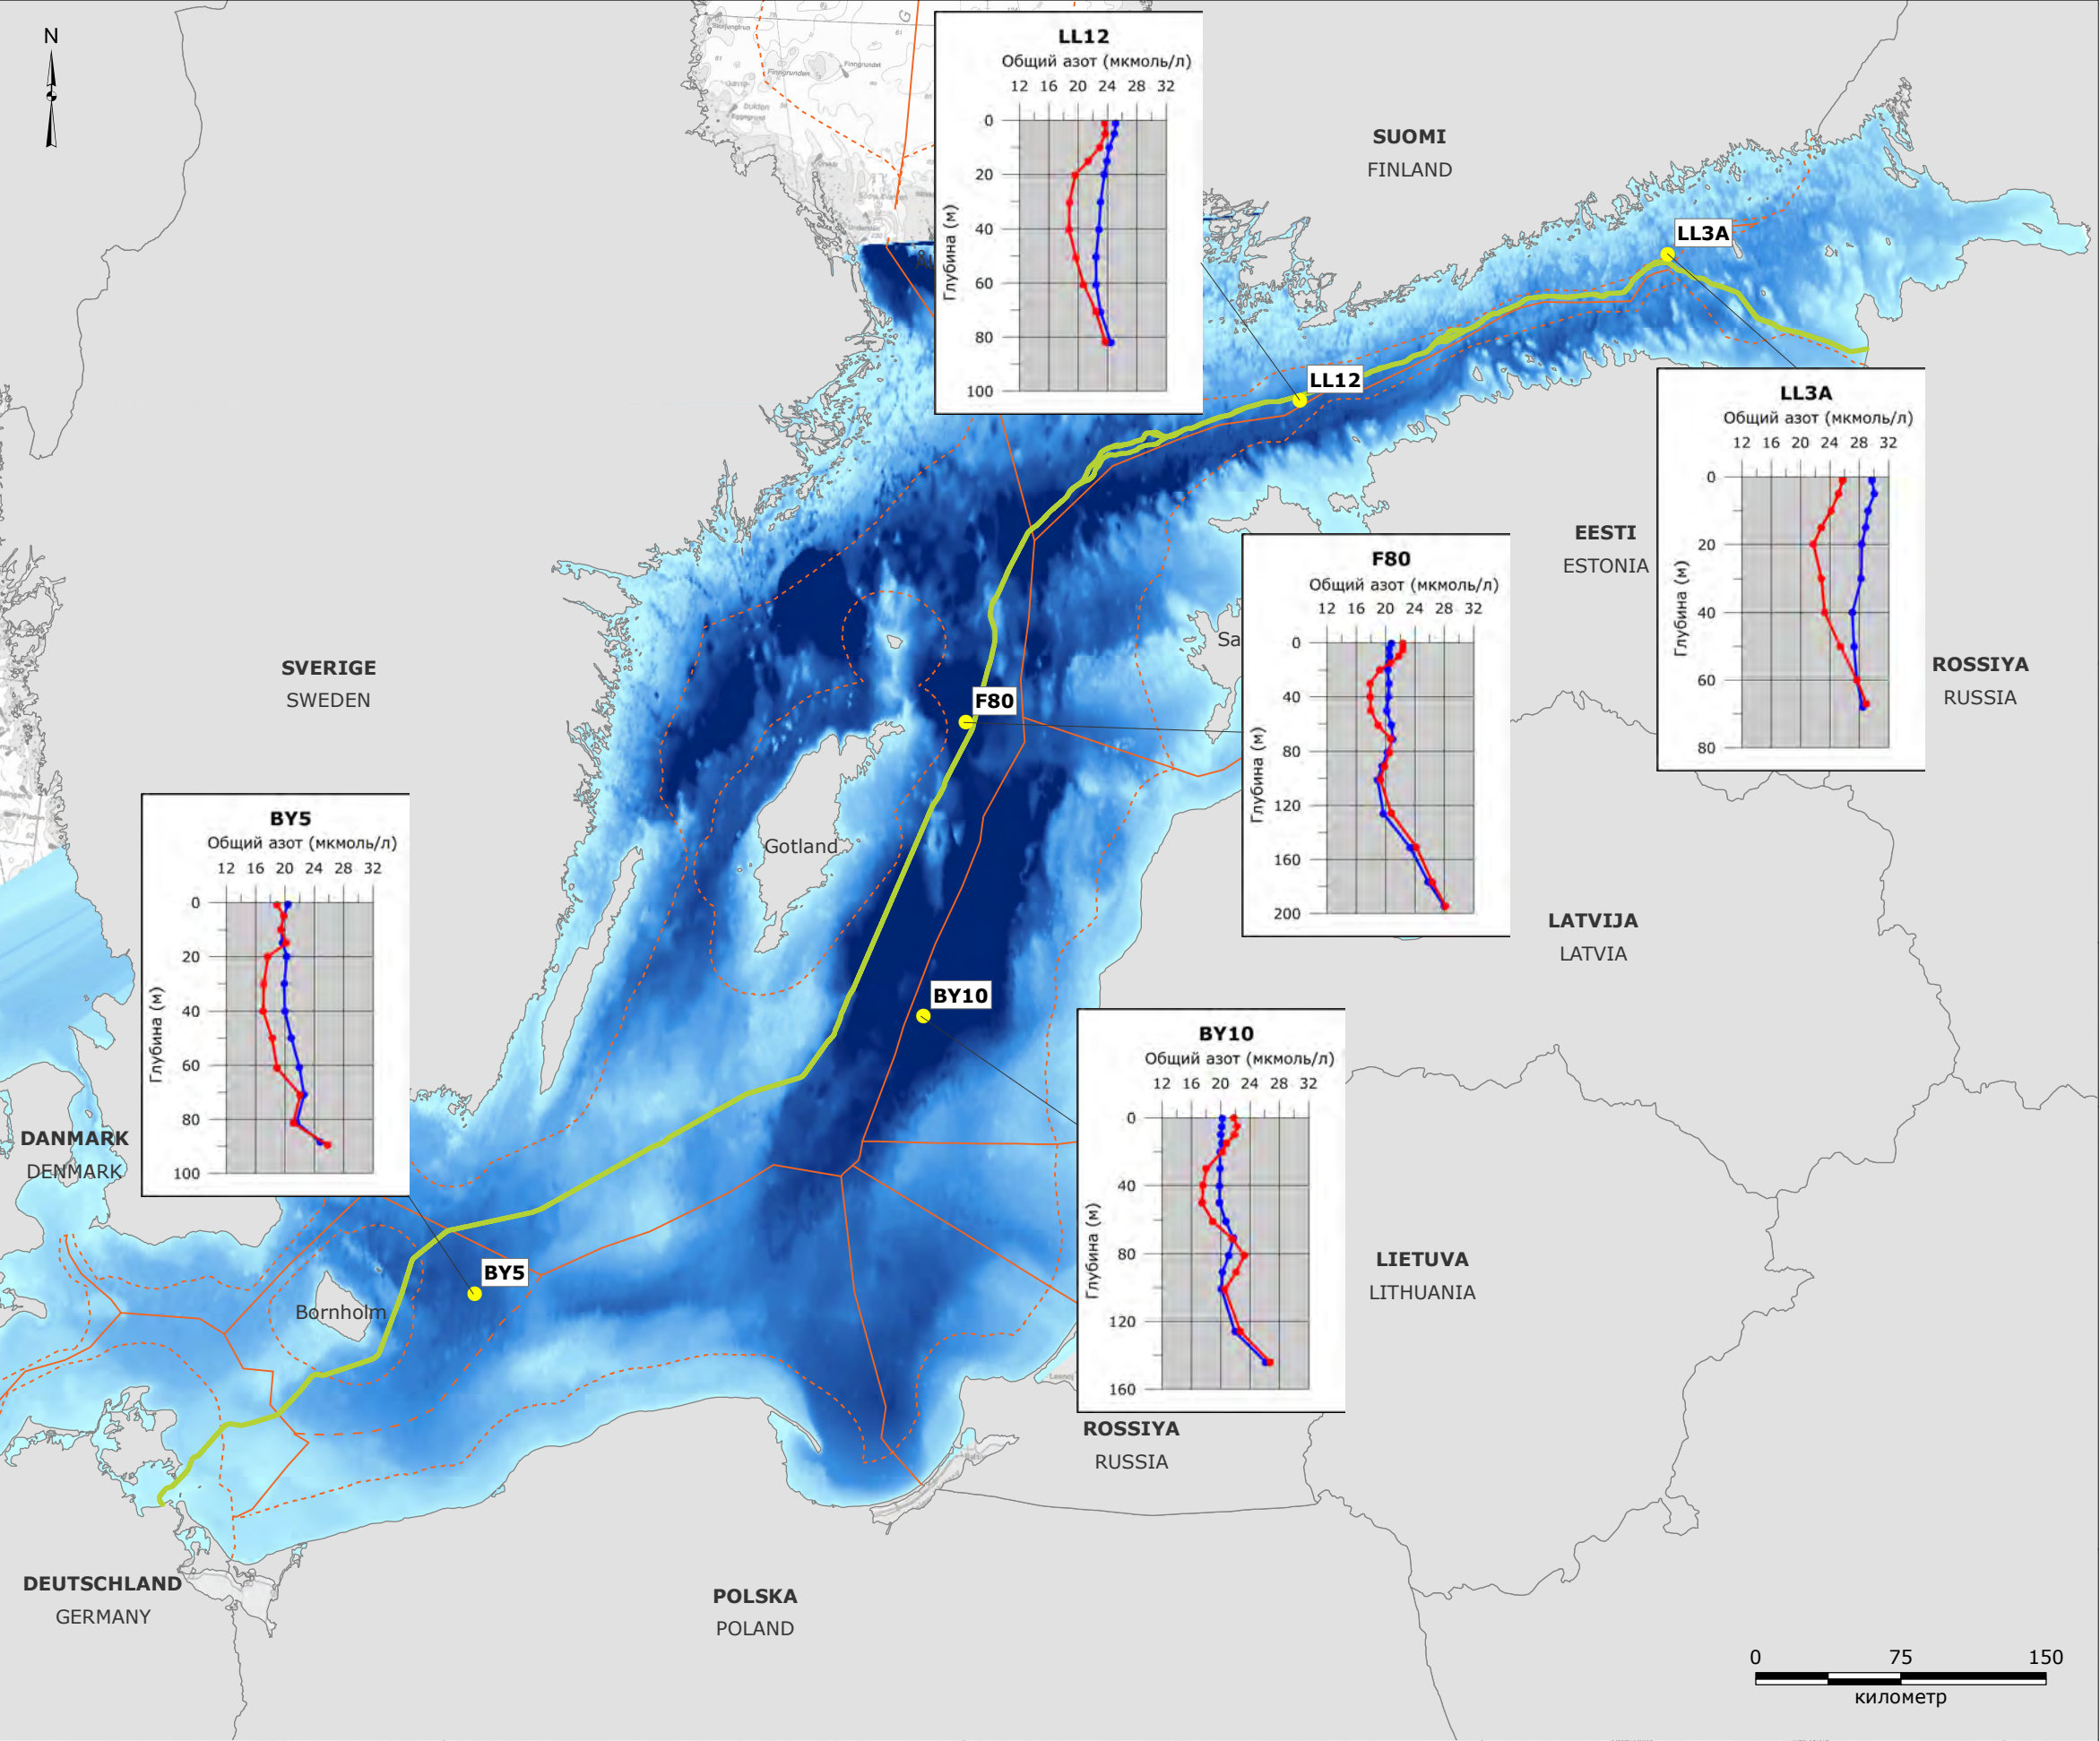 N
LL12
Общий азот (мкмоль/л)
12 16 20 24 28 32
Глубина (м)
0
20
40
60
80
100
SUOMI
FINLAND
LL3A
LL12
LL3A
Общий азот (мкмоль/л)
12 16 20 24 28 32
Глубина (м)
0
20
40
60
80
EESTI
ESTONIA
ROSSIYA
RUSSIA
F80
Общий азот (мкмоль/л)
12 16 20 24 28 32
Глубина (м)
0
40
80
120
160
200
Sa
SVERIGE
SWEDEN
F80
Gotland
BY5
Общий азот (мкмоль/л)
12 16 20 24 28 32
Глубина (м)
0
20
40
60
80
100
LATVIJA
LATVIA
BY10
BY10
Общий азот (мкмоль/л)
12 16 20 24 28 32
Глубина (м)
0
40
80
120
160
DANMARK
DENMARK
BY5
Bornholm
LIETUVA
LITHUANIA
ROSSIYA
RUSSIA
DEUTSCHLAND
GERMANY
POLSKA
POLAND
0 75 150
километр